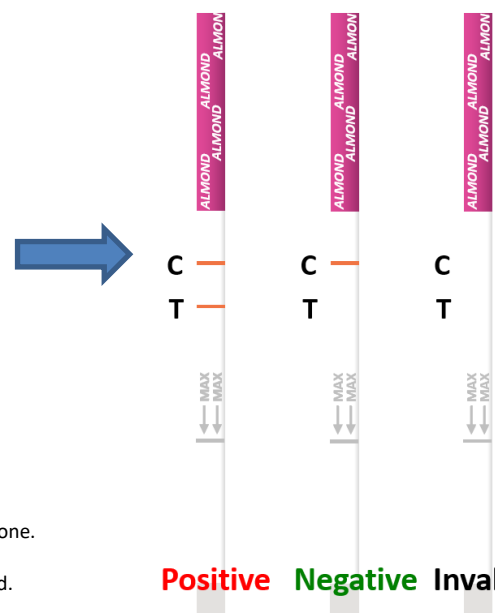 ALMOND ALMOND ALMOND ALMOND
ALMOND ALMOND ALMOND ALMOND
ALMOND ALMOND ALMOND ALMOND
C C C
T T T
MAX MAX MAX MAX MAX MAX
one.
d.
Positive Negative Inval